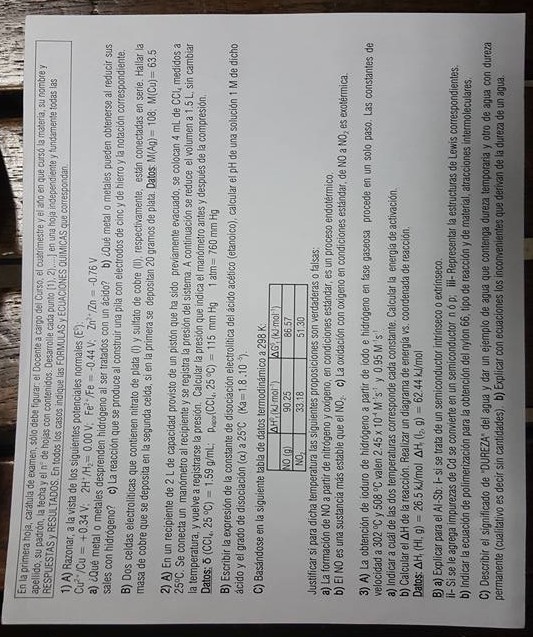 En la primera hoja, carátula de examen, sólo debe figurar: el Docente a cargo del Curso, el cuatrimestre y el año en que cursó la materia, su nombre y
apellido, su padrón, la fecha y el n° de hojas con contenidos. Desarrolle cada punto [1), 2),....] en una hoja independiente y fundamente todas las
RESPUESTAS y RESULTADOS. En todos los casos indique las FORMULAS y ECUACIONES QUIMICAS que correspondan.
1) A) Razonar, a la vista de los siguientes potenciales normales (E°):
Cu²⁺/Cu = +0.34 V; 2H⁺/H₂= 0.00 V; Fe²⁺/Fe = -0.44 V; Zn²⁺/Zn = -0.76 V
a) ¿Qué metal o metales desprenden hidrógeno al ser tratados con un ácido? b) ¿Qué metal o metales pueden obtenerse al reducir sus
sales con hidrógeno? c) La reacción que se produce al construir una pila con electrodos de cinc y de hierro y la notación correspondiente.
B) Dos celdas electrolíticas que contienen nitrato de plata (I) y sulfato de cobre (II), respectivamente, están conectadas en serie. Hallar la
masa de cobre que se deposita en la segunda celda, si en la primera se depositan 20 gramos de plata. Datos: M(Ag)= 108; M(Cu)= 63.5
2) A) En un recipiente de 2 L de capacidad provisto de un pistón que ha sido previamente evacuado, se colocan 4 mL de CCl₄ medidos a
25°C. Se conecta un manómetro al recipiente y se registra la presión del sistema. A continuación se reduce el volumen a 1.5 L, sin cambiar
la temperatura, y vuelve a registrarse la presión. Calcular la presión que indica el manómetro antes y después de la compresión.
Datos: δ (CCl₄, 25 °C) = 1.59 g/mL; pᵥₐₚₒᵣ(CCl₄, 25 °C) = 115 mm Hg 1 atm= 760 mm Hg
B) Escribir la expresión de la constante de disociación electrolítica del ácido acético (etanoico), calcular el pH de una solución 1 M de dicho
ácido y el grado de disociación (α) a 25°C (Ka=1.8 .10⁻⁵).
C) Basándose en la siguiente tabla de datos termodinámico a 298 K:
ΔH°f (kJ·mol⁻¹) ΔG°f (kJ·mol⁻¹)
NO (g) 90.25 86.57
NO₂ 33.18 51.30
Justificar si para dicha temperatura las siguientes proposiciones son verdaderas o falsas:
a) La formación de NO a partir de nitrógeno y oxígeno, en condiciones estándar, es un proceso endotérmico.
b) El NO es una sustancia más estable que el NO₂. c) La oxidación con oxígeno en condiciones estándar, de NO a NO₂ es exotérmica.
3) A) La obtención de ioduro de hidrógeno a partir de iodo e hidrógeno en fase gaseosa procede en un solo paso. Las constantes de
velocidad a 302 °C y 508 °C valen 2.45 x 10⁻⁴ M⁻¹s⁻¹ y 0.95 M⁻¹s⁻¹
a) Indicar a cuál de las dos temperaturas corresponde cada constante. Calcular la energía de activación.
b) Calcular el ΔH de la reacción. Realizar un diagrama de energía vs. coordenada de reacción.
Datos: ΔHf (HI, g) = 26.5 kJ/mol ΔHf (I₂, g) = 62.44 kJ/mol
B) a) Explicar para el Al-Sb: i- si se trata de un semiconductor intrínseco o extrínseco.
ii- Si se le agrega impurezas de Cd se convierte en un semiconductor n ó p; iii- Representar la estructuras de Lewis correspondientes.
b) Indicar la ecuación de polimerización para la obtención del nylon 66, tipo de reacción y de material, atracciones intermoleculares.
C) Describir el significado de "DUREZA" del agua y dar un ejemplo de agua que contenga dureza temporaria y otro de agua con dureza
permanente (cualitativo es decir sin cantidades). b) Explicar con ecuaciones los inconvenientes que derivan de la dureza de un agua.